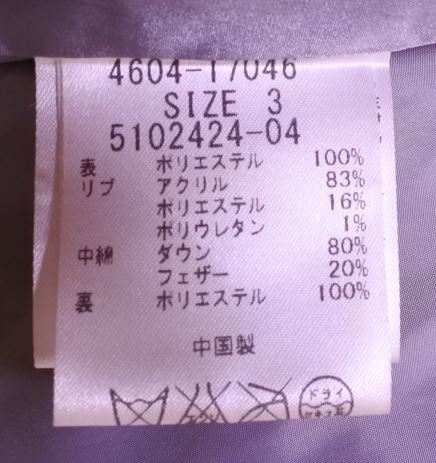 4604-17046
SIZE 3
5102424-04
表 ポリエステル 100%
リブ アクリル 83%
ポリエステル 16%
ポリウレタン 1%
中綿 ダウン 80%
フェザー 20%
裏 ポリエステル 100%
中国製
ドライ